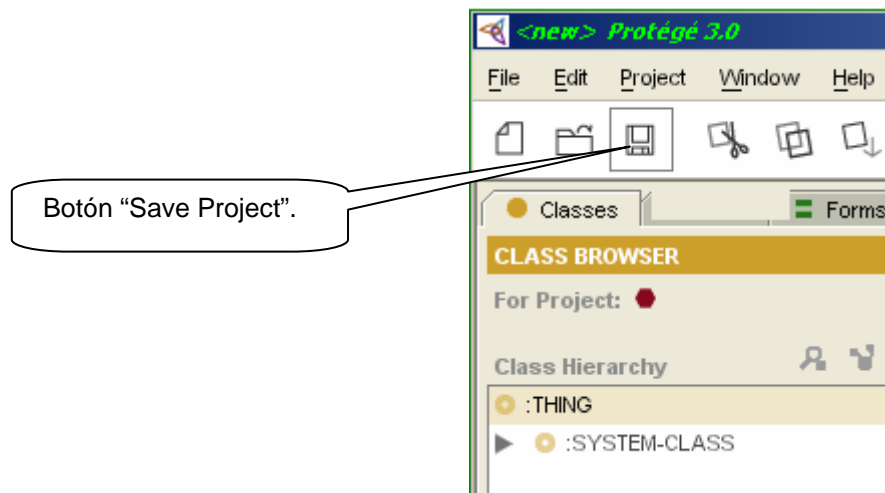 <new> Protégé 3.0
File Edit Project Window Help
Botón “Save Project”.
Classes Forms
CLASS BROWSER
For Project:
Class Hierarchy
:THING
:SYSTEM-CLASS